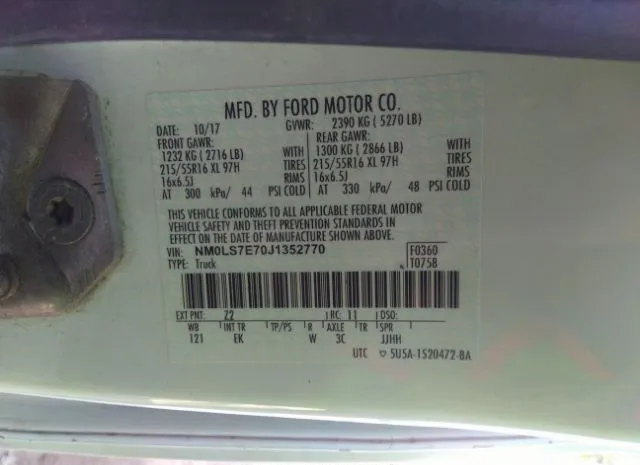 MFD. BY FORD MOTOR CO.
DATE: 10/17 GVWR: 2390 KG ( 5270 LB)
FRONT GAWR: REAR GAWR:
1232 KG ( 2716 LB) WITH 1300 KG ( 2866 LB) WITH
215/55R16 XL 97H TIRES 215/55R16 XL 97H TIRES
16x6.5J RIMS 16x6.5J RIMS
AT 300 kPa/ 44 PSI COLD AT 330 kPa/ 48 PSI COLD
THIS VEHICLE CONFORMS TO ALL APPLICABLE FEDERAL MOTOR
VEHICLE SAFETY AND THEFT PREVENTION STANDARDS IN
EFFECT ON THE DATE OF MANUFACTURE SHOWN ABOVE.
VIN: NM0LS7E70J1352770 F0360
TYPE: Truck T0758
EXT PNT: Z2 RC: 11 DSO:
WB INT TR TP/PS R AXLE TR SPR
121 EK W 3C JJHH
UTC ▽ 5U5A-1520472-BA